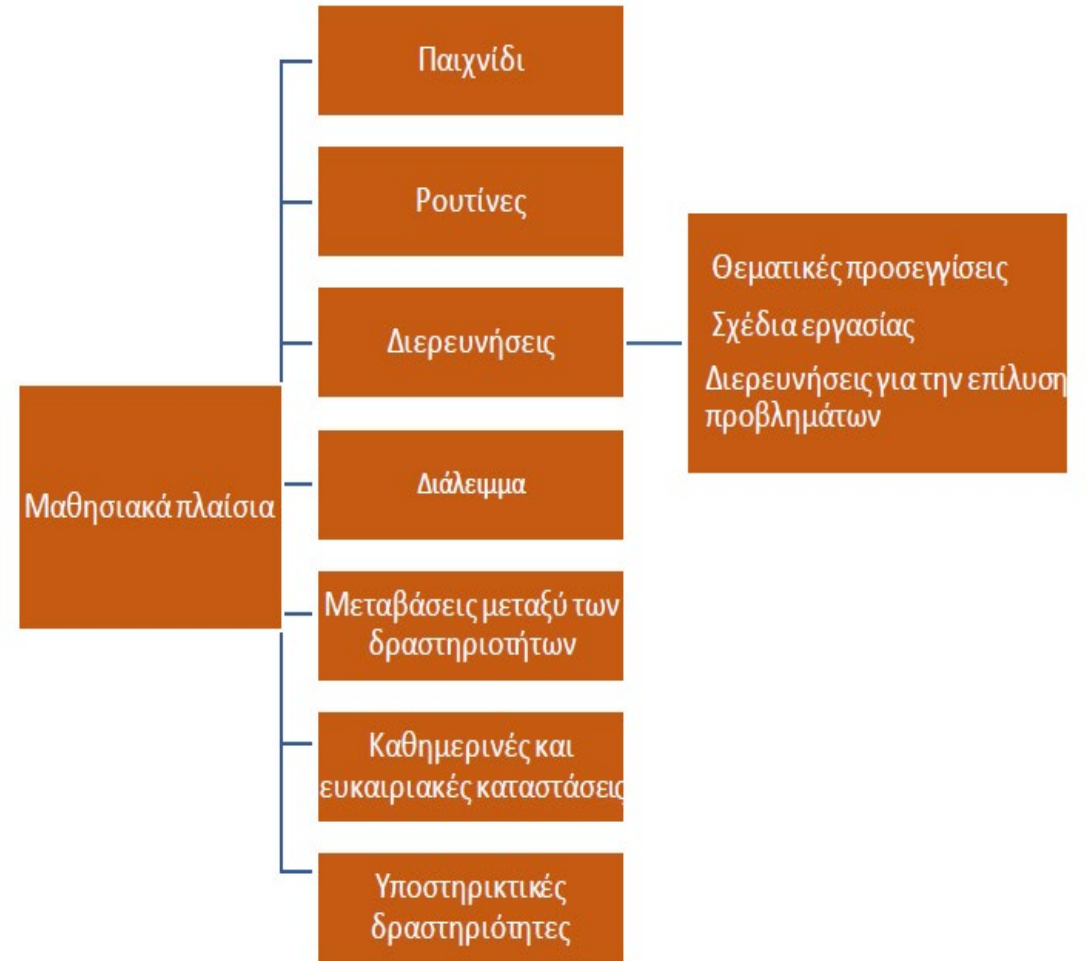 Παιχνίδι
Ρουτίνες
Διερευνήσεις
Θεματικές προσεγγίσεις
Σχέδια εργασίας
Διερευνήσεις για την επίλυση
προβλημάτων
Μαθησιακά πλαίσια
Διάλειμμα
Μεταβάσεις μεταξύ των
δραστηριοτήτων
Καθημερινές και
ευκαιριακές καταστάσεις
Υποστηρικτικές
δραστηριότητες